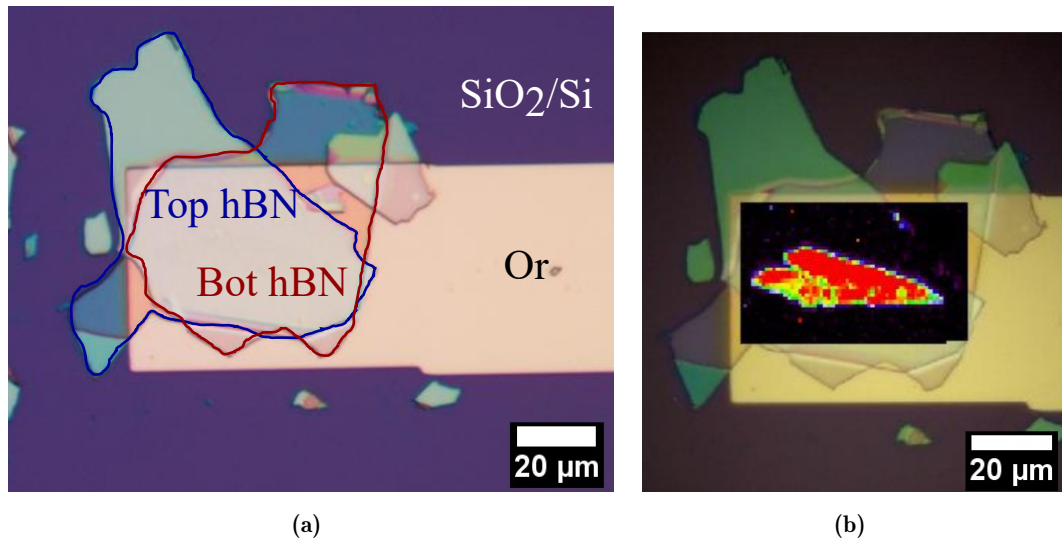 SiO2/Si
Top hBN
Or
Bot hBN
20 µm
20 µm
(a)
(b)